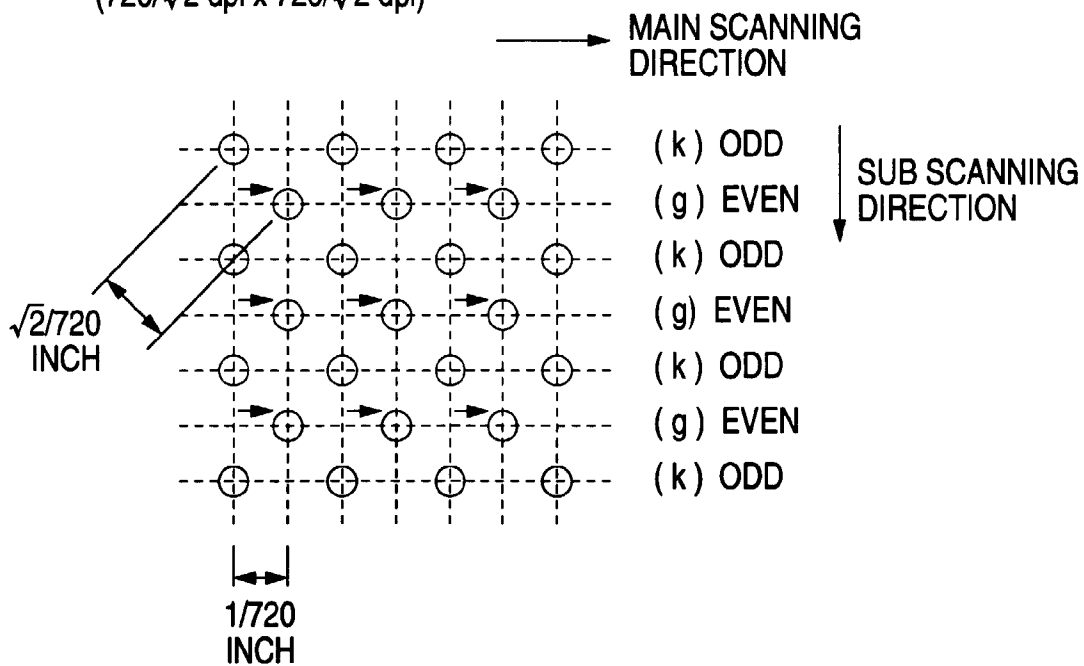 (720/√2 dpi x 720/√2 dpi)
MAIN SCANNING
DIRECTION
(k) ODD
(g) EVEN
(k) ODD
(g) EVEN
(k) ODD
(g) EVEN
(k) ODD
SUB SCANNING
DIRECTION
√2/720
INCH
1/720
INCH